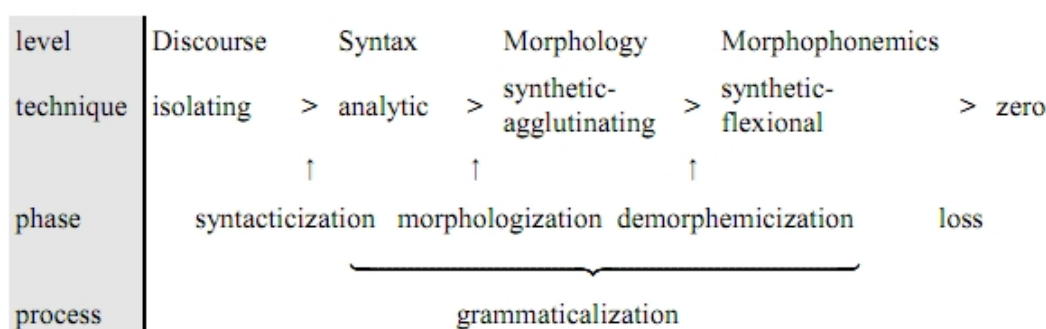 level Discourse Syntax Morphology Morphophonemics
technique isolating > analytic > synthetic-agglutinating > synthetic-flexional > zero
↑ ↑ ↑
phase syntacticization morphologization demorphemicization loss
process grammaticalization